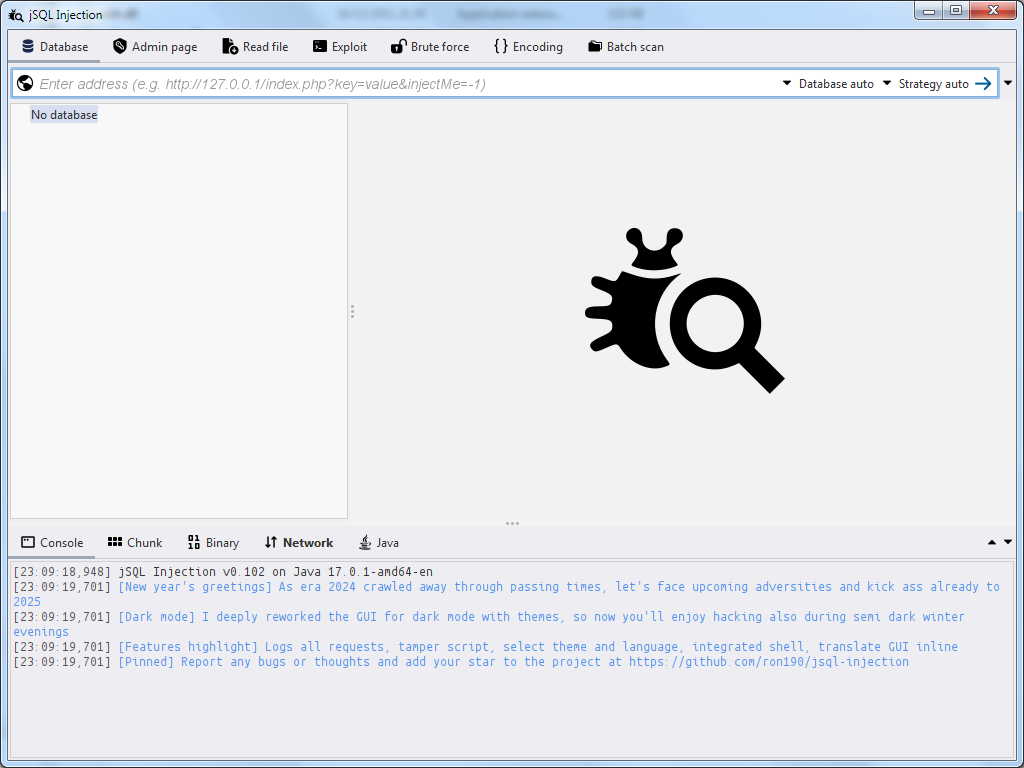 jSQL Injection
Database Admin page Read file Exploit Brute force Encoding Batch scan
Enter address (e.g. http://127.0.0.1/index.php?key=value&injectMe=-1) Database auto Strategy auto
No database
Console Chunk Binary Network Java
[23:09:18,948] jSQL Injection v0.102 on Java 17.0.1-amd64-en
[23:09:19,701] [New year's greetings] As era 2024 crawled away through passing times, let's face upcoming adversities and kick ass already to
2025
[23:09:19,701] [Dark mode] I deeply reworked the GUI for dark mode with themes, so now you'll enjoy hacking also during semi dark winter
evenings
[23:09:19,701] [Features highlight] Logs all requests, tamper script, select theme and language, integrated shell, translate GUI inline
[23:09:19,701] [Pinned] Report any bugs or thoughts and add your star to the project at https://github.com/ron190/jsql-injection